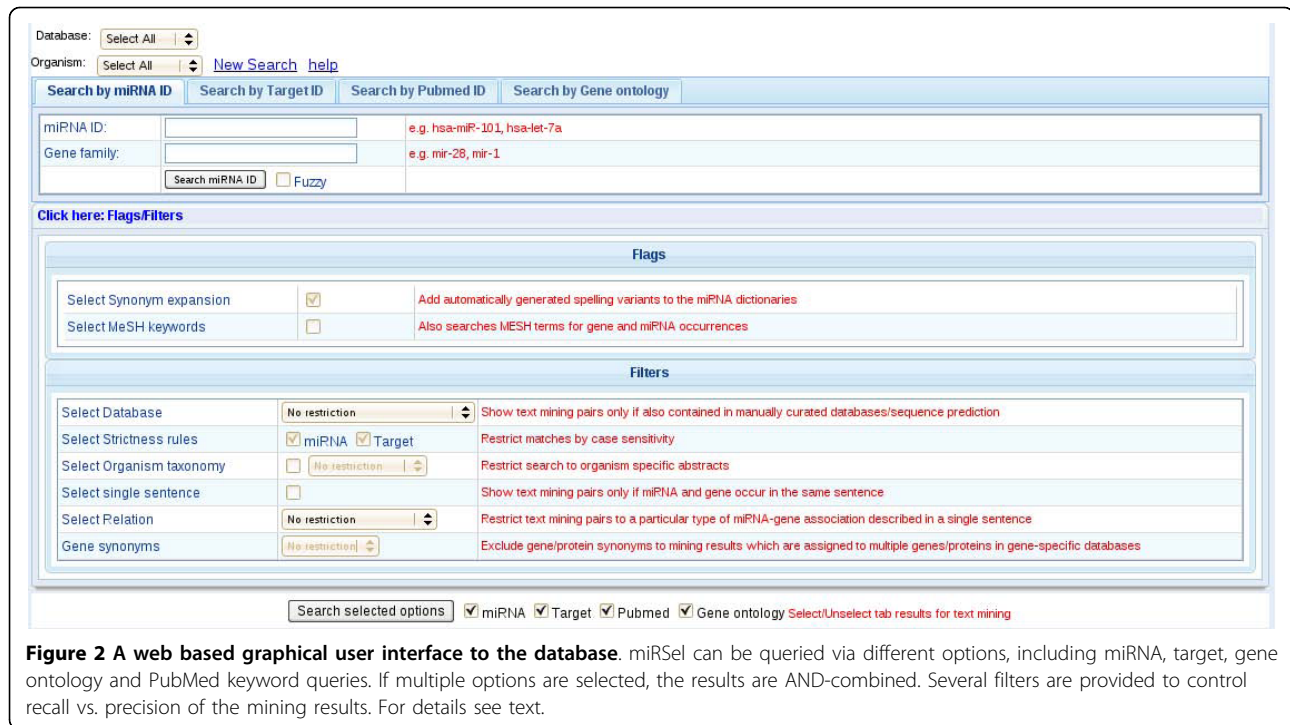 Database: Select All
Organism: Select All New Search help
Search by miRNA ID Search by Target ID Search by Pubmed ID Search by Gene ontology
miRNA ID: e.g. hsa-miR-101, hsa-let-7a
Gene family: e.g. mir-28, mir-1
Search miRNA ID Fuzzy
Click here: Flags/Filters
Flags
Select Synonym expansion Add automatically generated spelling variants to the miRNA dictionaries
Select MeSH keywords Also searches MESH terms for gene and miRNA occurrences
Filters
Select Database No restriction Show text mining pairs only if also contained in manually curated databases/sequence prediction
Select Strictness rules miRNA Target Restrict matches by case sensitivity
Select Organism taxonomy No restriction Restrict search to organism specific abstracts
Select single sentence Show text mining pairs only if miRNA and gene occur in the same sentence
Select Relation No restriction Restrict text mining pairs to a particular type of miRNA-gene association described in a single sentence
Gene synonyms No restriction Exclude gene/protein synonyms to mining results which are assigned to multiple genes/proteins in gene-specific databases
Search selected options miRNA Target Pubmed Gene ontology Select/Unselect tab results for text mining
Figure 2 A web based graphical user interface to the database. miRSel can be queried via different options, including miRNA, target, gene
ontology and PubMed keyword queries. If multiple options are selected, the results are AND-combined. Several filters are provided to control
recall vs. precision of the mining results. For details see text.